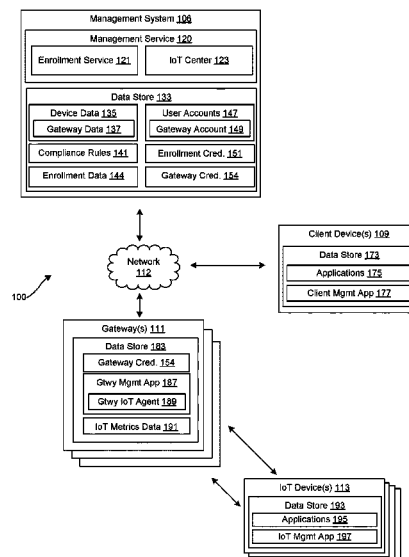 Management System 106
Management Service 120
Enrollment Service 121
IoT Center 123
Data Store 133
Device Data 135
Gateway Data 137
User Accounts 147
Gateway Account 149
Compliance Rules 141
Enrollment Cred. 151
Enrollment Data 144
Gateway Cred. 154
Network
112
Client Device(s) 109
Data Store 173
Applications 175
Client Mgmt App 177
100
Gateway(s) 111
Data Store 183
Gateway Cred. 154
Gtwy Mgmt App 187
Gtwy IoT Agent 189
IoT Metrics Data 191
IoT Device(s) 113
Data Store 193
Applications 195
IoT Mgmt App 197